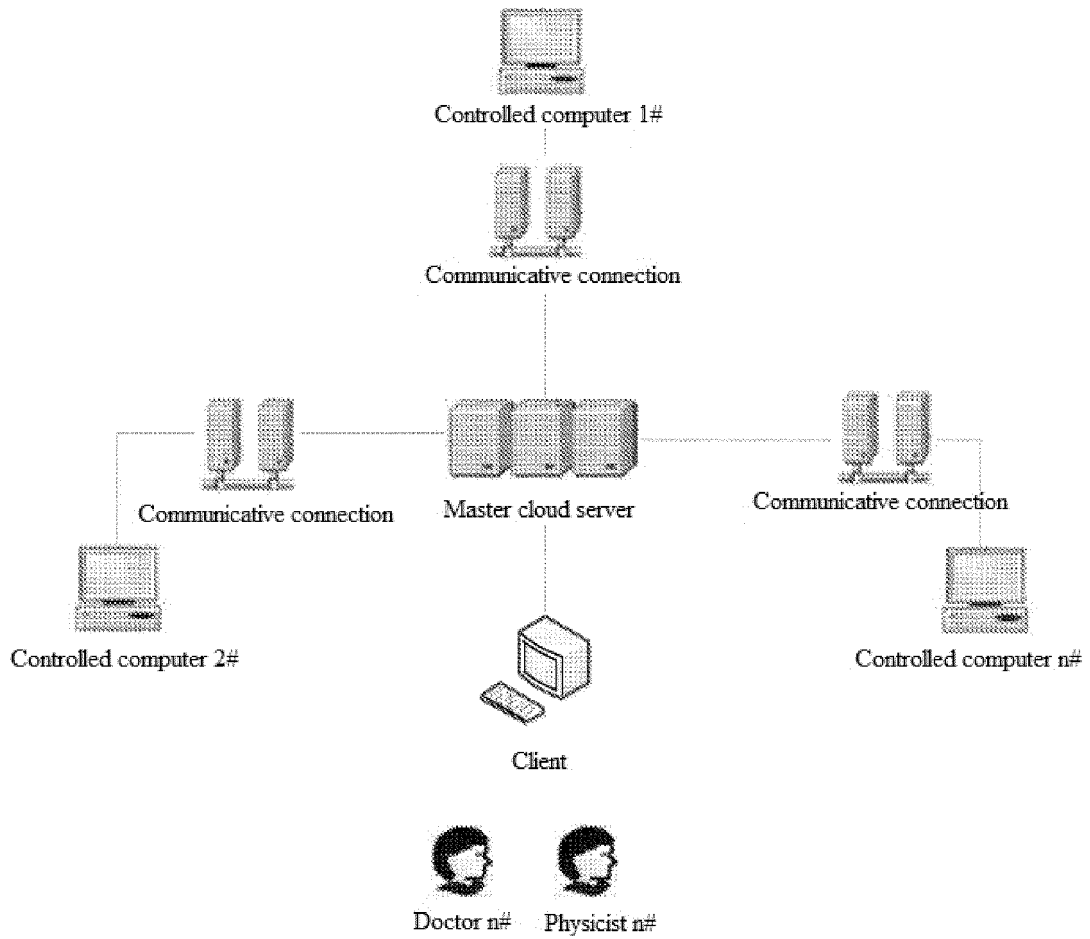 Controlled computer 1#
Communicative connection
Communicative connection
Master cloud server
Communicative connection
Controlled computer 2#
Controlled computer n#
Client
Doctor n#
Physicist n#